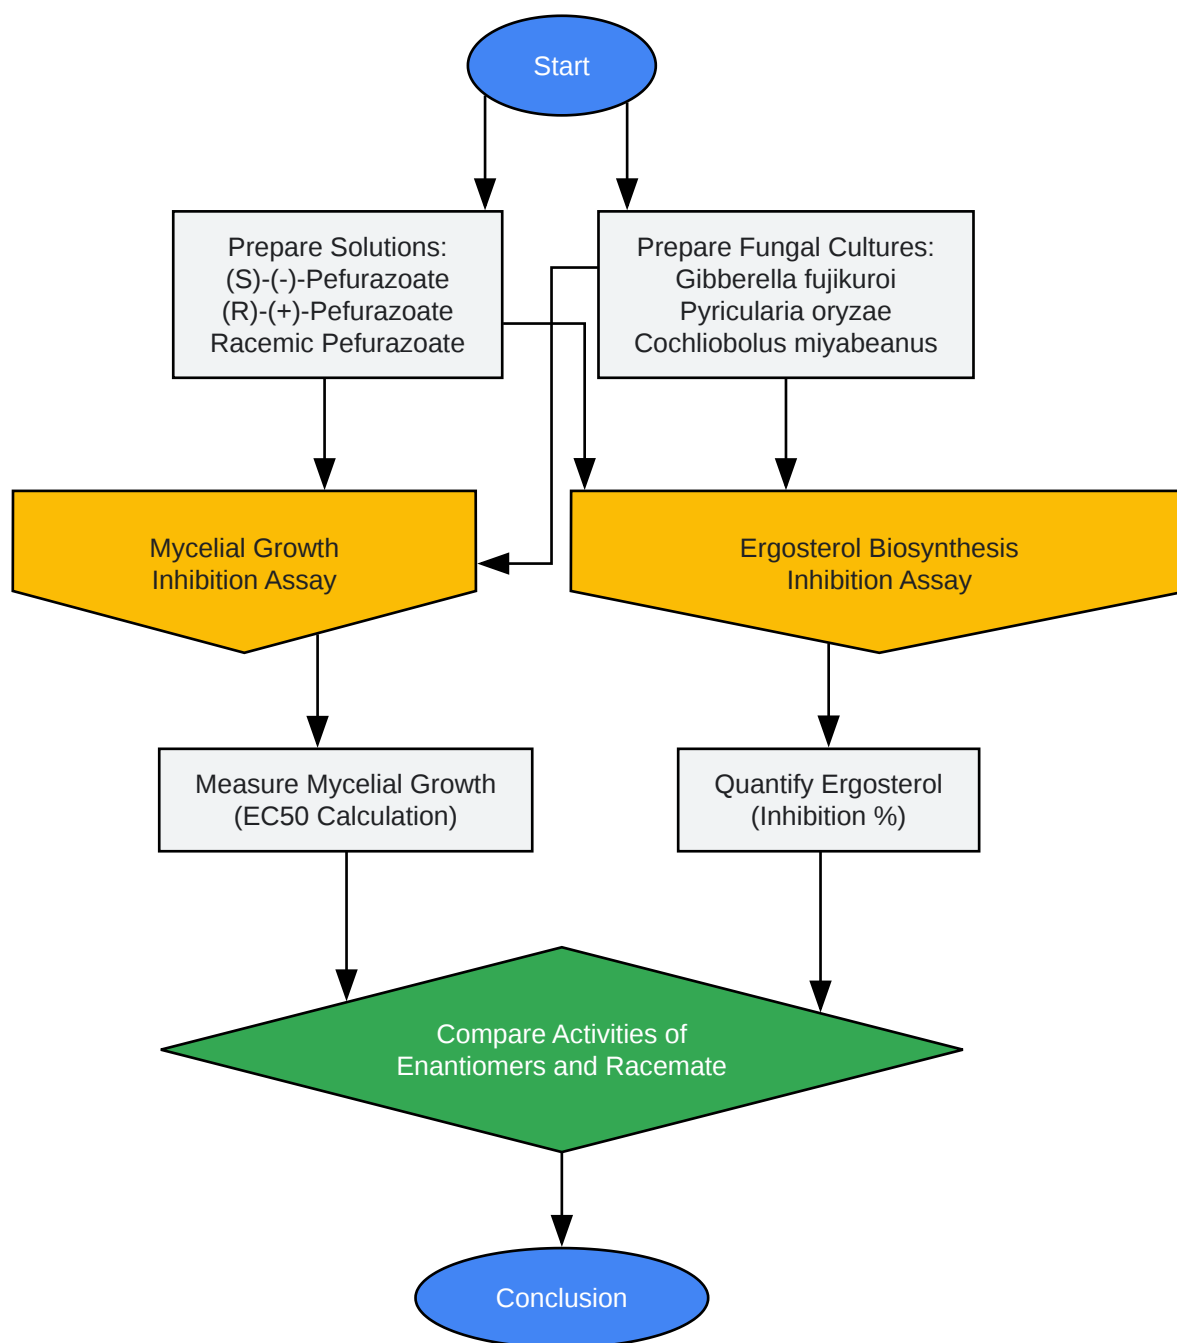 Start
Prepare Solutions:
(S)-(-)-Pefurazoate
(R)-(+)-Pefurazoate
Racemic Pefurazoate
Prepare Fungal Cultures:
Gibberella fujikuroi
Pyricularia oryzae
Cochliobolus miyabeanus
Mycelial Growth
Inhibition Assay
Ergosterol Biosynthesis
Inhibition Assay
Measure Mycelial Growth
(EC50 Calculation)
Quantify Ergosterol
(Inhibition %)
Compare Activities of
Enantiomers and Racemate
Conclusion